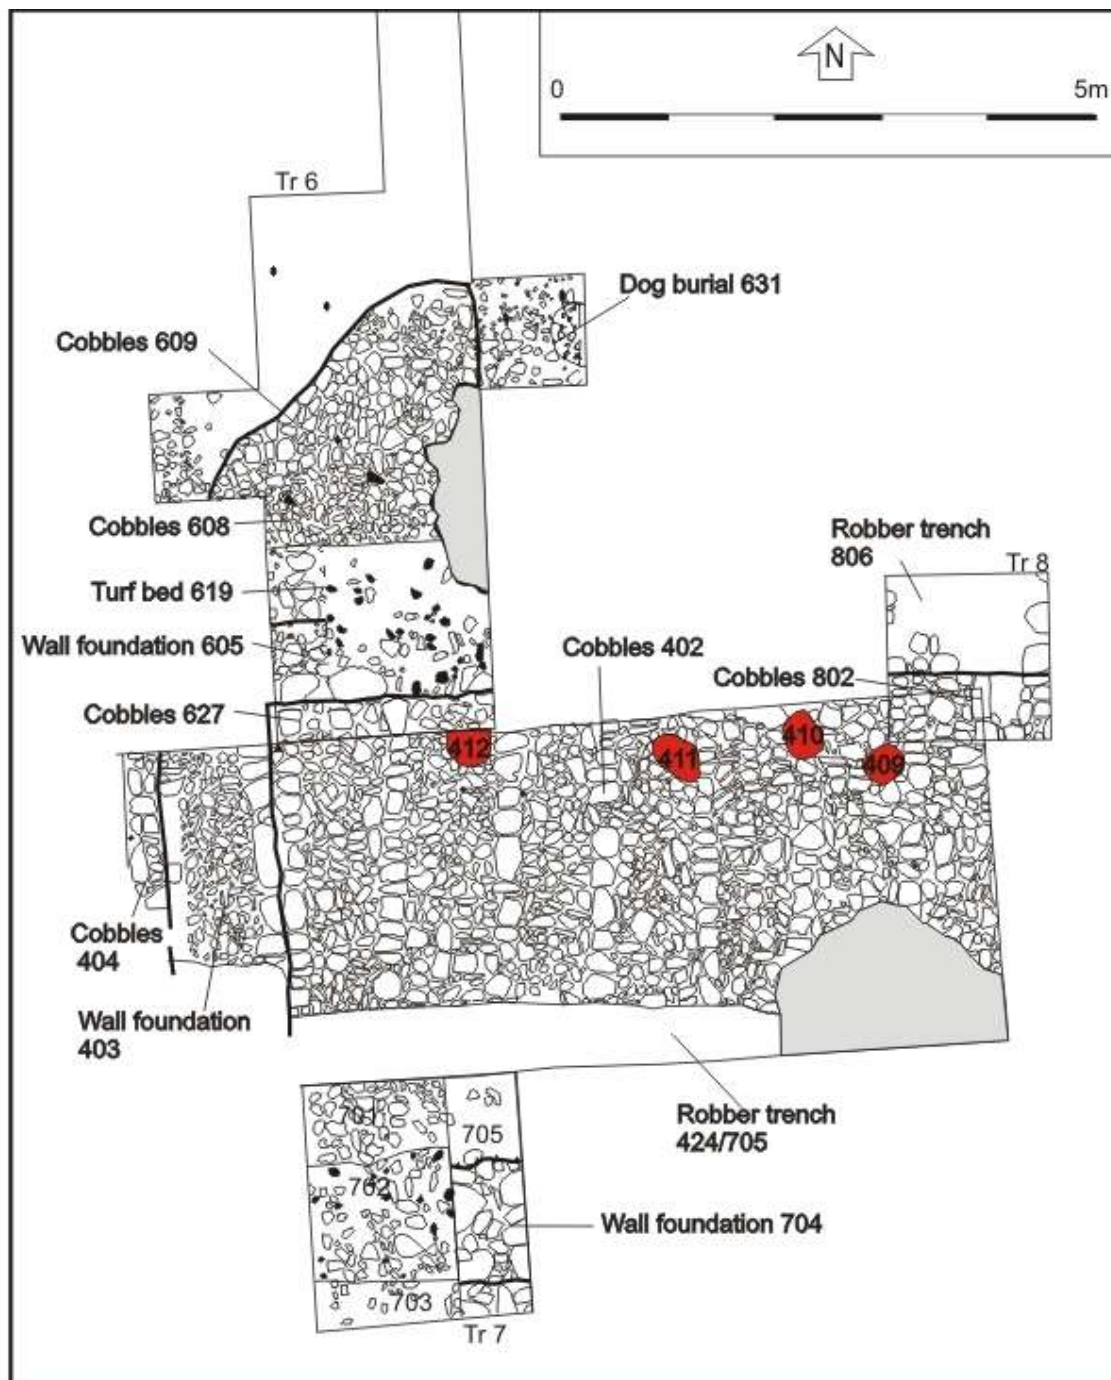 N
0
5m
Tr 6
Dog burial 631
Cobbles 609
Cobbles 608
Robber trench
806
Tr 8
Turf bed 619
Wall foundation 605
Cobbles 402
Cobbles 802
Cobbles 627
412
411
410
409
Cobbles
404
Wall foundation
403
Robber trench
424/705
701
705
702
Wall foundation 704
703
Tr 7